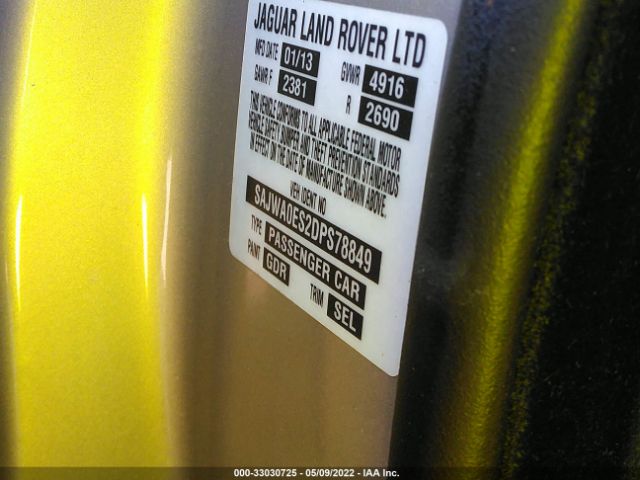 JAGUAR LAND ROVER LTD
MFD DATE 01/13 GVWR 4916
GAWR F 2381 R 2690
THIS VEHICLE CONFORMS TO ALL APPLICABLE FEDERAL MOTOR
VEHICLE SAFETY BUMPER AND THEFT PREVENTION STANDARDS
IN EFFECT ON THE DATE OF MANUFACTURE SHOWN ABOVE.
VEH IDENT NO
SAJWA0ES2DPS78849
TYPE PASSENGER CAR
PAINT GDR TRIM SEL
000-33030725 - 05/09/2022 - IAA Inc.